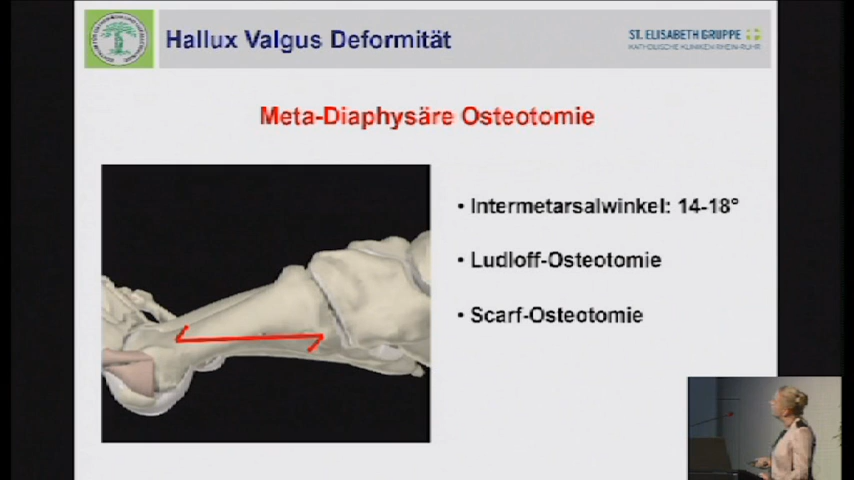 Hallux Valgus Deformität
ST. ELISABETH GRUPPE
KATHOLISCHE KLINIKEN RHEIN-RUHR
Meta-Diaphysäre Osteotomie
• Intermetarsalwinkel: 14-18°
• Ludloff-Osteotomie
• Scarf-Osteotomie